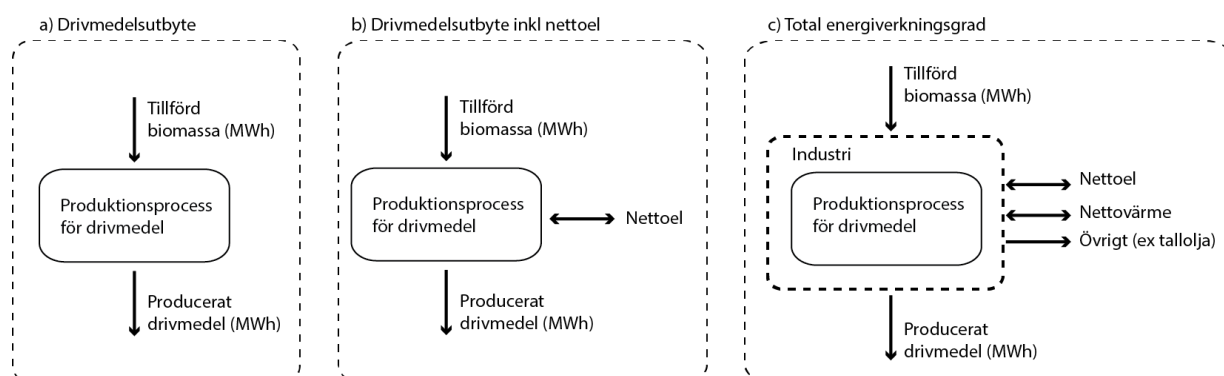 a) Drivmedelsutbyte
Tillförd
biomassa (MWh)
Produktionsprocess
för drivmedel
Producerat
drivmedel (MWh)
b) Drivmedelsutbyte inkl nettoel
Tillförd
biomassa (MWh)
Produktionsprocess
för drivmedel
Nettoel
Producerat
drivmedel (MWh)
c) Total energiverkningsgrad
Tillförd
biomassa (MWh)
Industri
Produktionsprocess
för drivmedel
Nettoel
Nettovärme
Övrigt (ex tallolja)
Producerat
drivmedel (MWh)